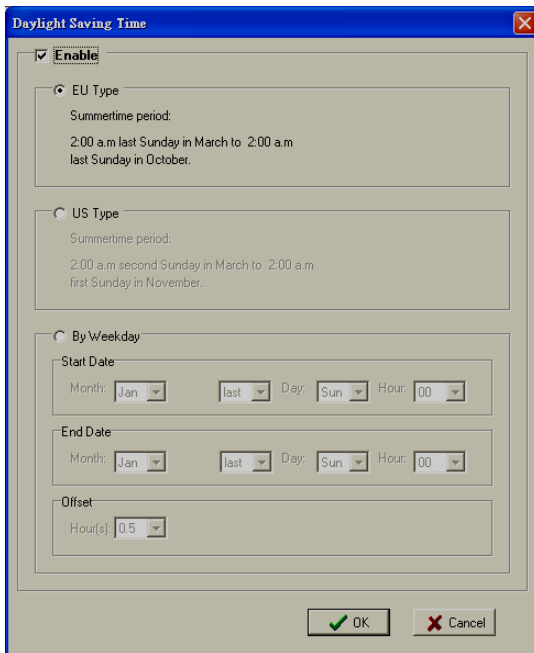 Daylight Saving Time
Enable
EU Type
Summertime period:
2:00 a.m last Sunday in March to 2:00 a.m
last Sunday in October.
US Type
Summertime period:
2:00 a.m second Sunday in March to 2:00 a.m
first Sunday in November.
By Weekday
Start Date
Month: Jan last Day: Sun Hour: 00
End Date
Month: Jan last Day: Sun Hour: 00
Offset
Hour(s): 0.5
OK Cancel